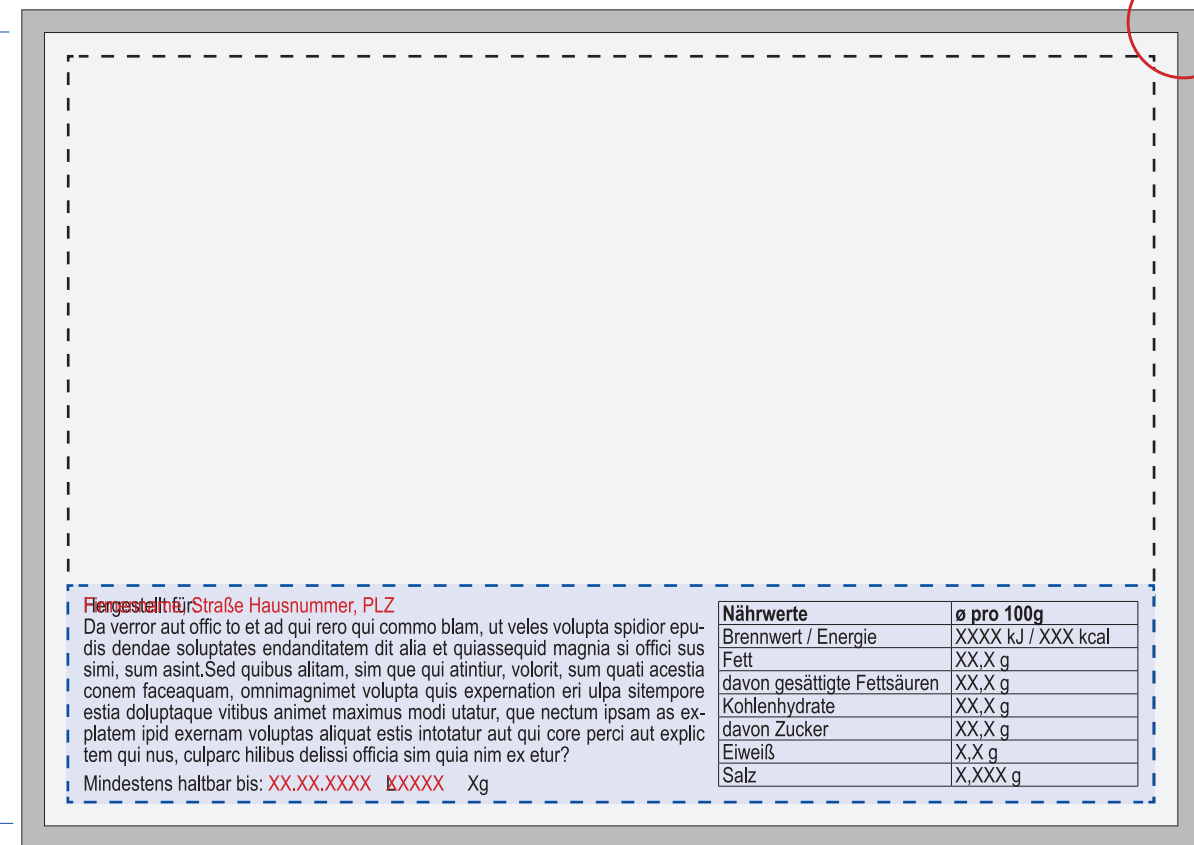 Hergestellt für: Firmenname, Straße Hausnummer, PLZ
Da verror aut offic to et ad qui rero qui commo blam, ut veles volupta spidior epu-
dis dendae soluptates endanditatem dit alia et quiassequid magnia si offici sus
simi, sum asint.Sed quibus alitam, sim que qui atintiur, volorit, sum quati acestia
conem faceaquam, omnimagnimet volupta quis expernation eri ulpa sitempore
estia doluptaque vitibus animet maximus modi utatur, que nectum ipsam as ex-
platem ipid exernam voluptas aliquat estis intotatur aut qui core perci aut explic
tem qui nus, culparc hilibus delissi officia sim quia nim ex etur?
Mindestens haltbar bis: XX.XX.XXXX L XXXXX Xg
Nährwerte ø pro 100g
Brennwert / Energie XXXX kJ / XXX kcal
Fett XX,X g
davon gesättigte Fettsäuren XX,X g
Kohlenhydrate XX,X g
davon Zucker XX,X g
Eiweiß X,X g
Salz X,XXX g